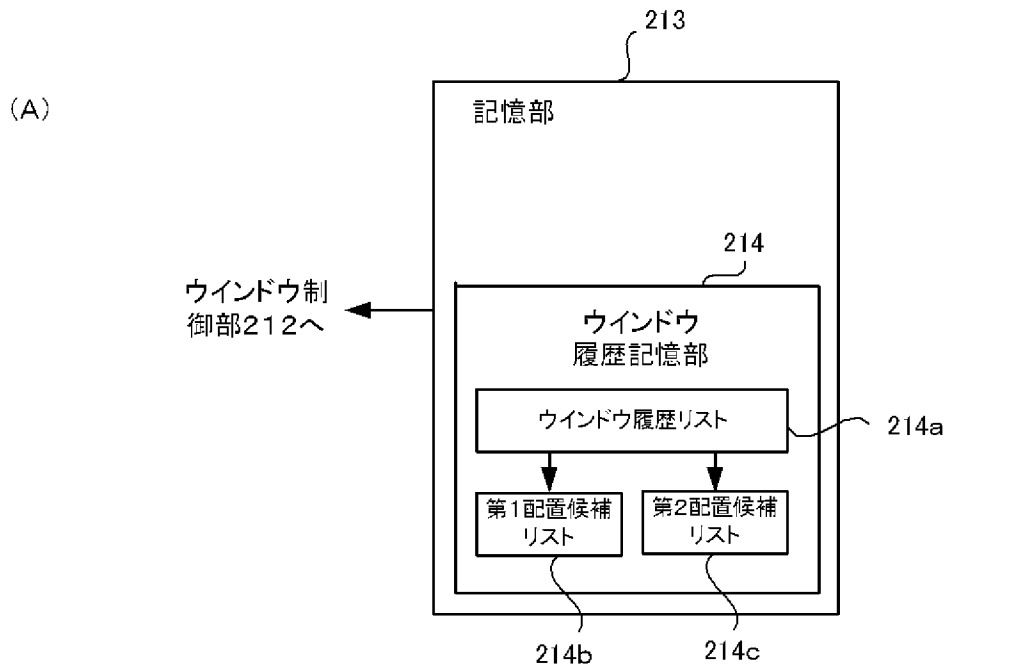 213
(A)
記憶部
214
ウインドウ制
御部212へ
ウインドウ
履歴記憶部
ウインドウ履歴リスト
214a
第1配置候補
リスト
第2配置候補
リスト
214b
214c